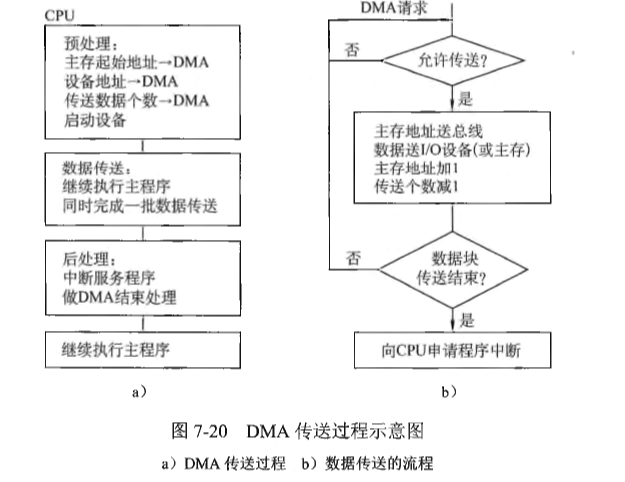 CPU
预处理：
主存起始地址→DMA
设备地址→DMA
传送数据个数→DMA
启动设备
数据传送：
继续执行主程序
同时完成一批数据传送
后处理：
中断服务程序
做DMA结束处理
继续执行主程序
a）
DMA请求
否
允许传送?
是
主存地址送总线
数据送I/O设备(或主存)
主存地址加1
传送个数减1
否
数据块
传送结束?
是
向CPU申请程序中断
b）
图 7-20 DMA 传送过程示意图
a）DMA 传送过程 b）数据传送的流程